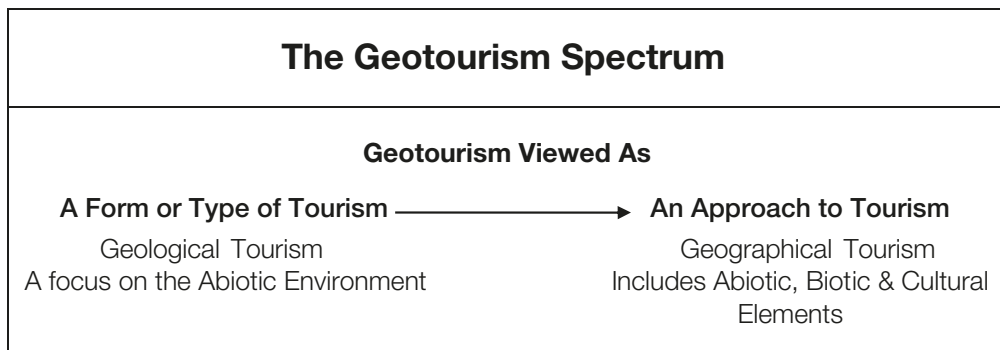 The Geotourism Spectrum
Geotourism Viewed As
A Form or Type of Tourism
Geological Tourism
A focus on the Abiotic Environment
An Approach to Tourism
Geographical Tourism
Includes Abiotic, Biotic & Cultural
Elements